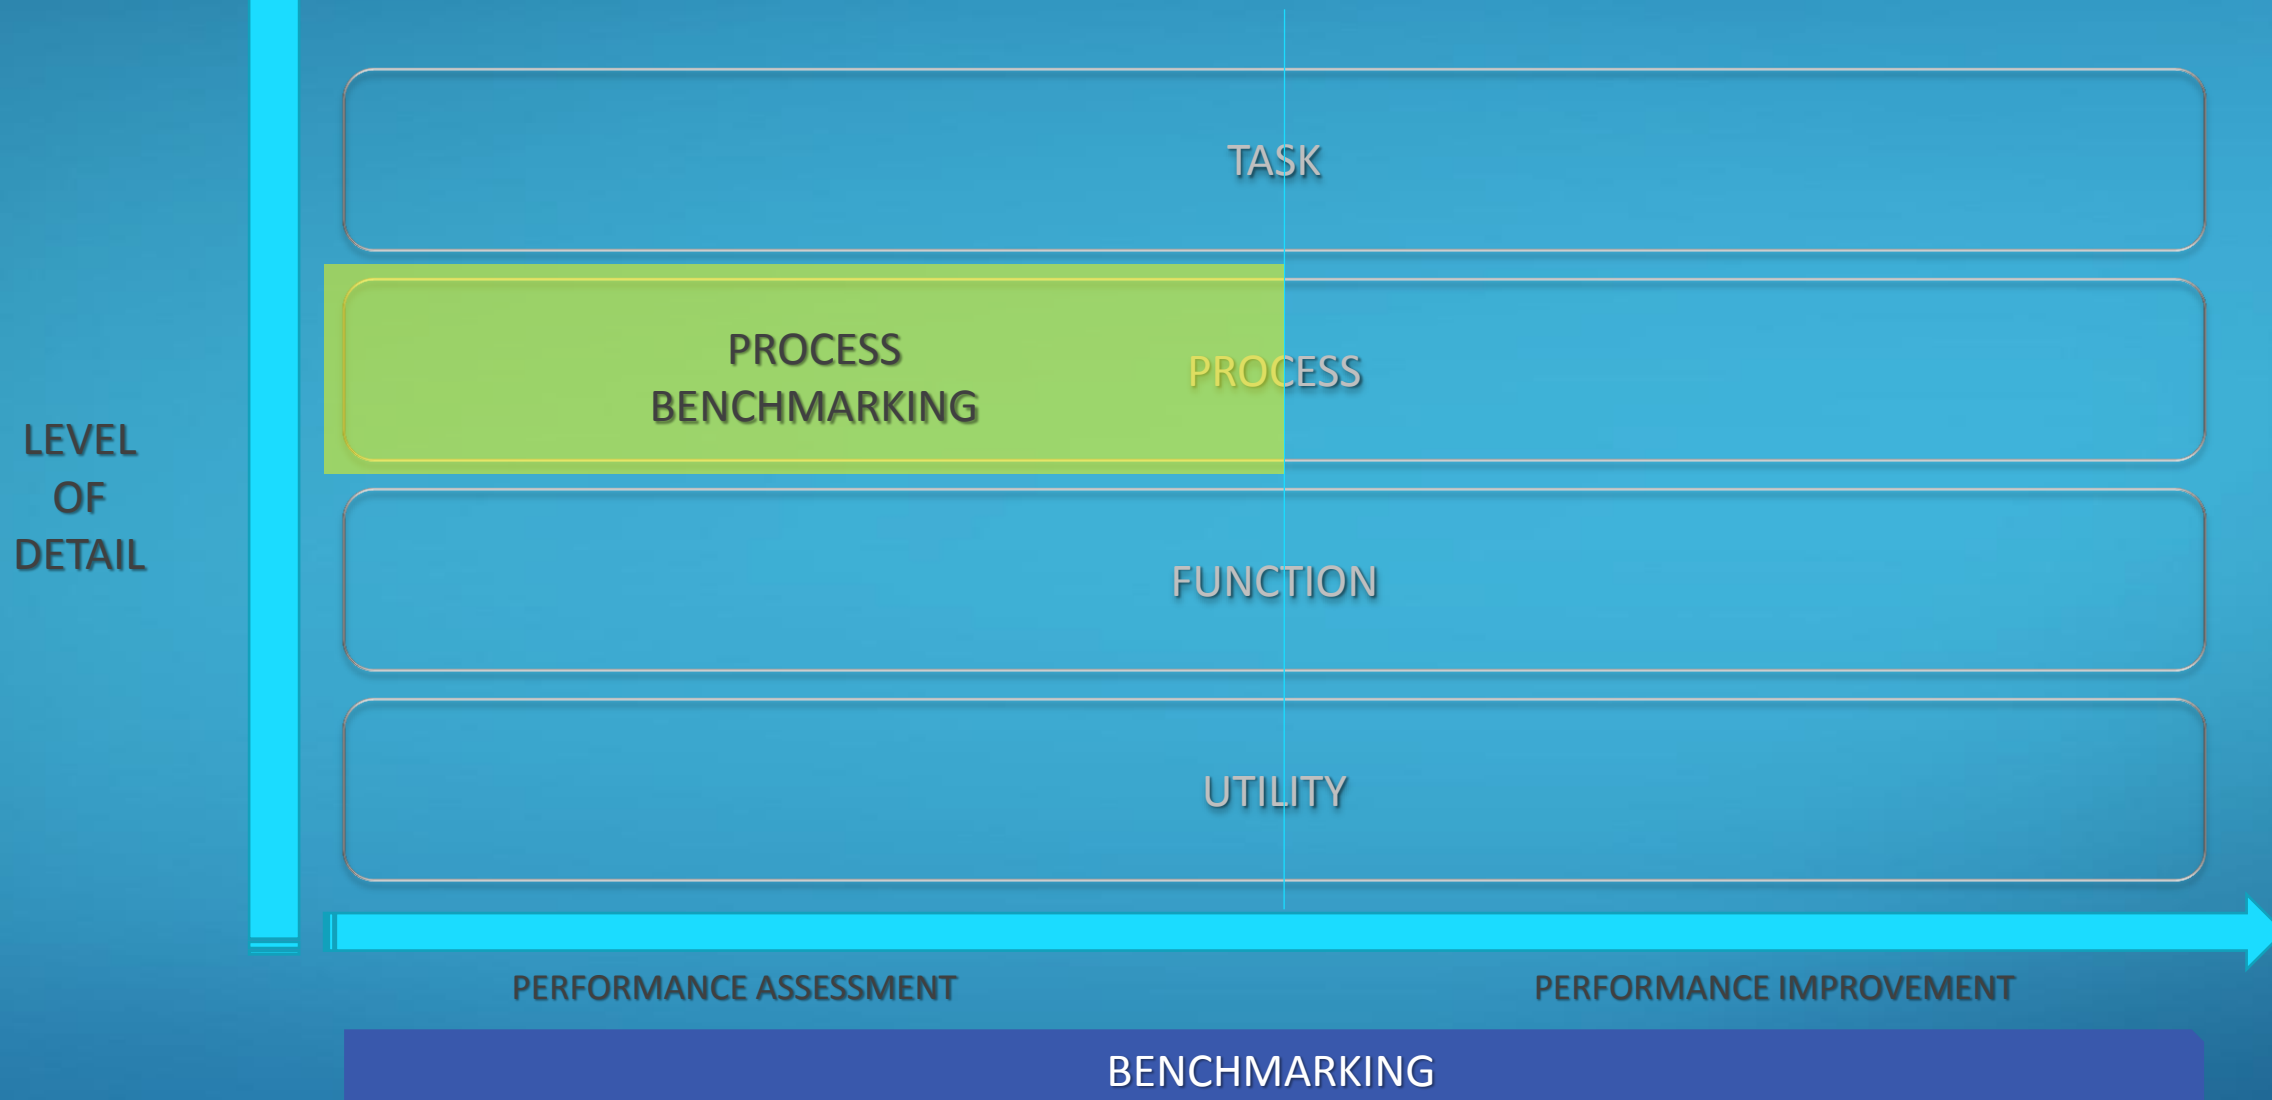 TASK
PROCESS
BENCHMARKING
PROCESS
LEVEL
OF
DETAIL
FUNCTION
UTILITY
PERFORMANCE ASSESSMENT
PERFORMANCE IMPROVEMENT
BENCHMARKING